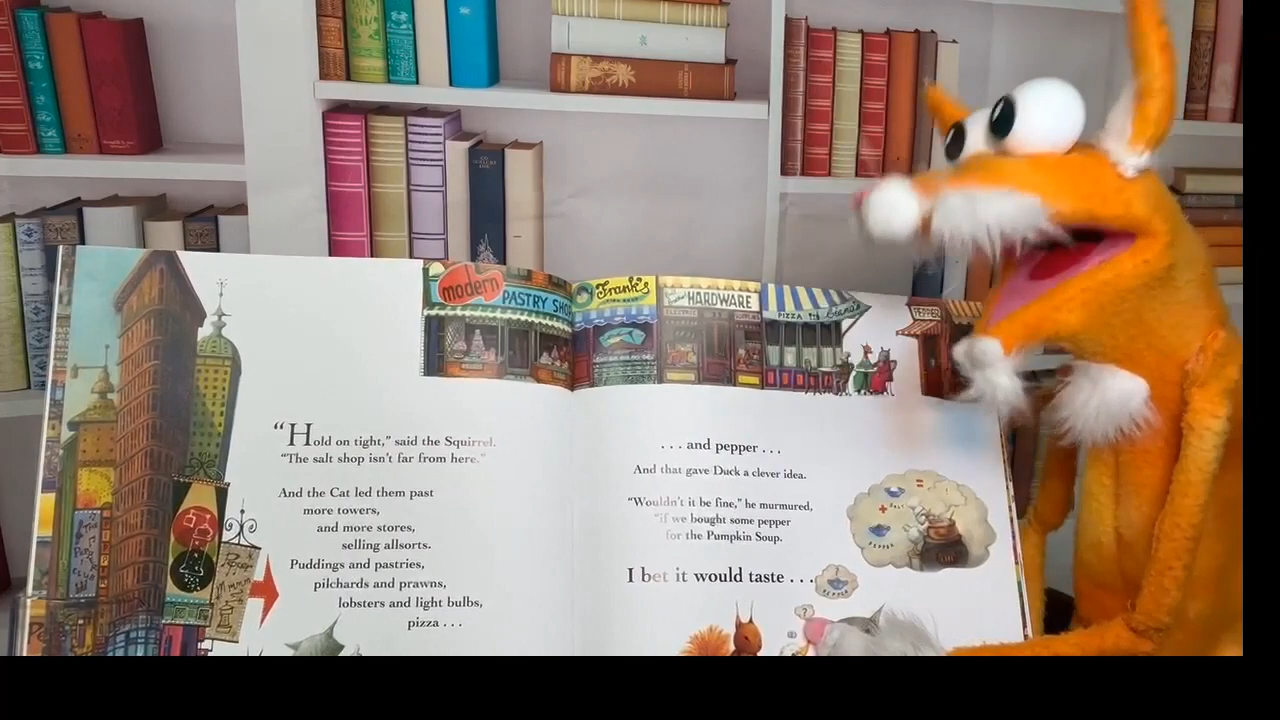 modern
PASTRY SHOP
Frank's
HARDWARE
PIZZA
PEPPER
"Hold on tight," said the Squirrel.
"The salt shop isn't far from here."
And the Cat led them past
more towers,
and more stores,
selling allsorts.
Puddings and pastries,
pilchards and prawns,
lobsters and light bulbs,
pizza . . .
. . . and pepper . . .
And that gave Duck a clever idea.
"Wouldn't it be fine," he murmured,
"if we bought some pepper
for the Pumpkin Soup.
I bet it would taste . . .
SALT
PEPPER